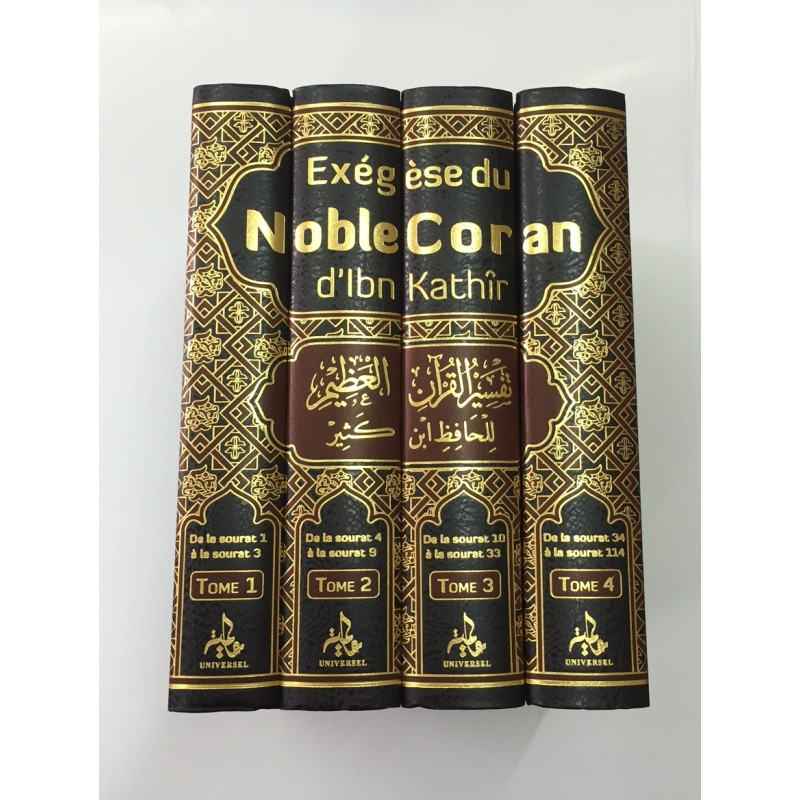 Exégèse du
Noble Coran
d'Ibn Kathîr
تفسير القرآن العظيم
للحافظ ابن كثير
De la sourat 1
à la sourat 3
TOME 1
UNIVERSEL
De la sourat 4
à la sourat 9
TOME 2
UNIVERSEL
De la sourat 10
à la sourat 33
TOME 3
UNIVERSEL
De la sourat 34
à la sourat 114
TOME 4
UNIVERSEL